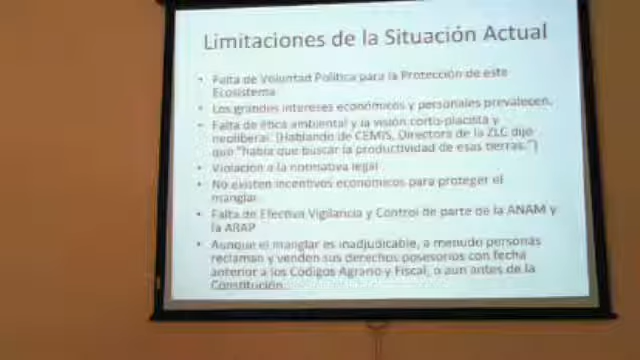 Limitaciones de la Situación Actual
• Falta de Voluntad Política para la Protección de este
Ecosistema
• Los grandes intereses económicos y personales prevalecen.
• Falta de ética ambiental y la visión corto-placista y
neoliberal. (Hablando de CEMIS, Directora de la ZLC dijo
que "había que buscar la productividad de esas tierras.")
• Violación a la normativa legal
• No existen incentivos económicos para proteger el
manglar.
• Falta de Efectiva Vigilancia y Control de parte de la ANAM y
la ARAP
• Aunque el manglar es inadjudicable, a menudo personas
reclaman y venden sus derechos posesorios con fecha
anterior a los Códigos Agrario y Fiscal, o aun antes de la
Constitución.